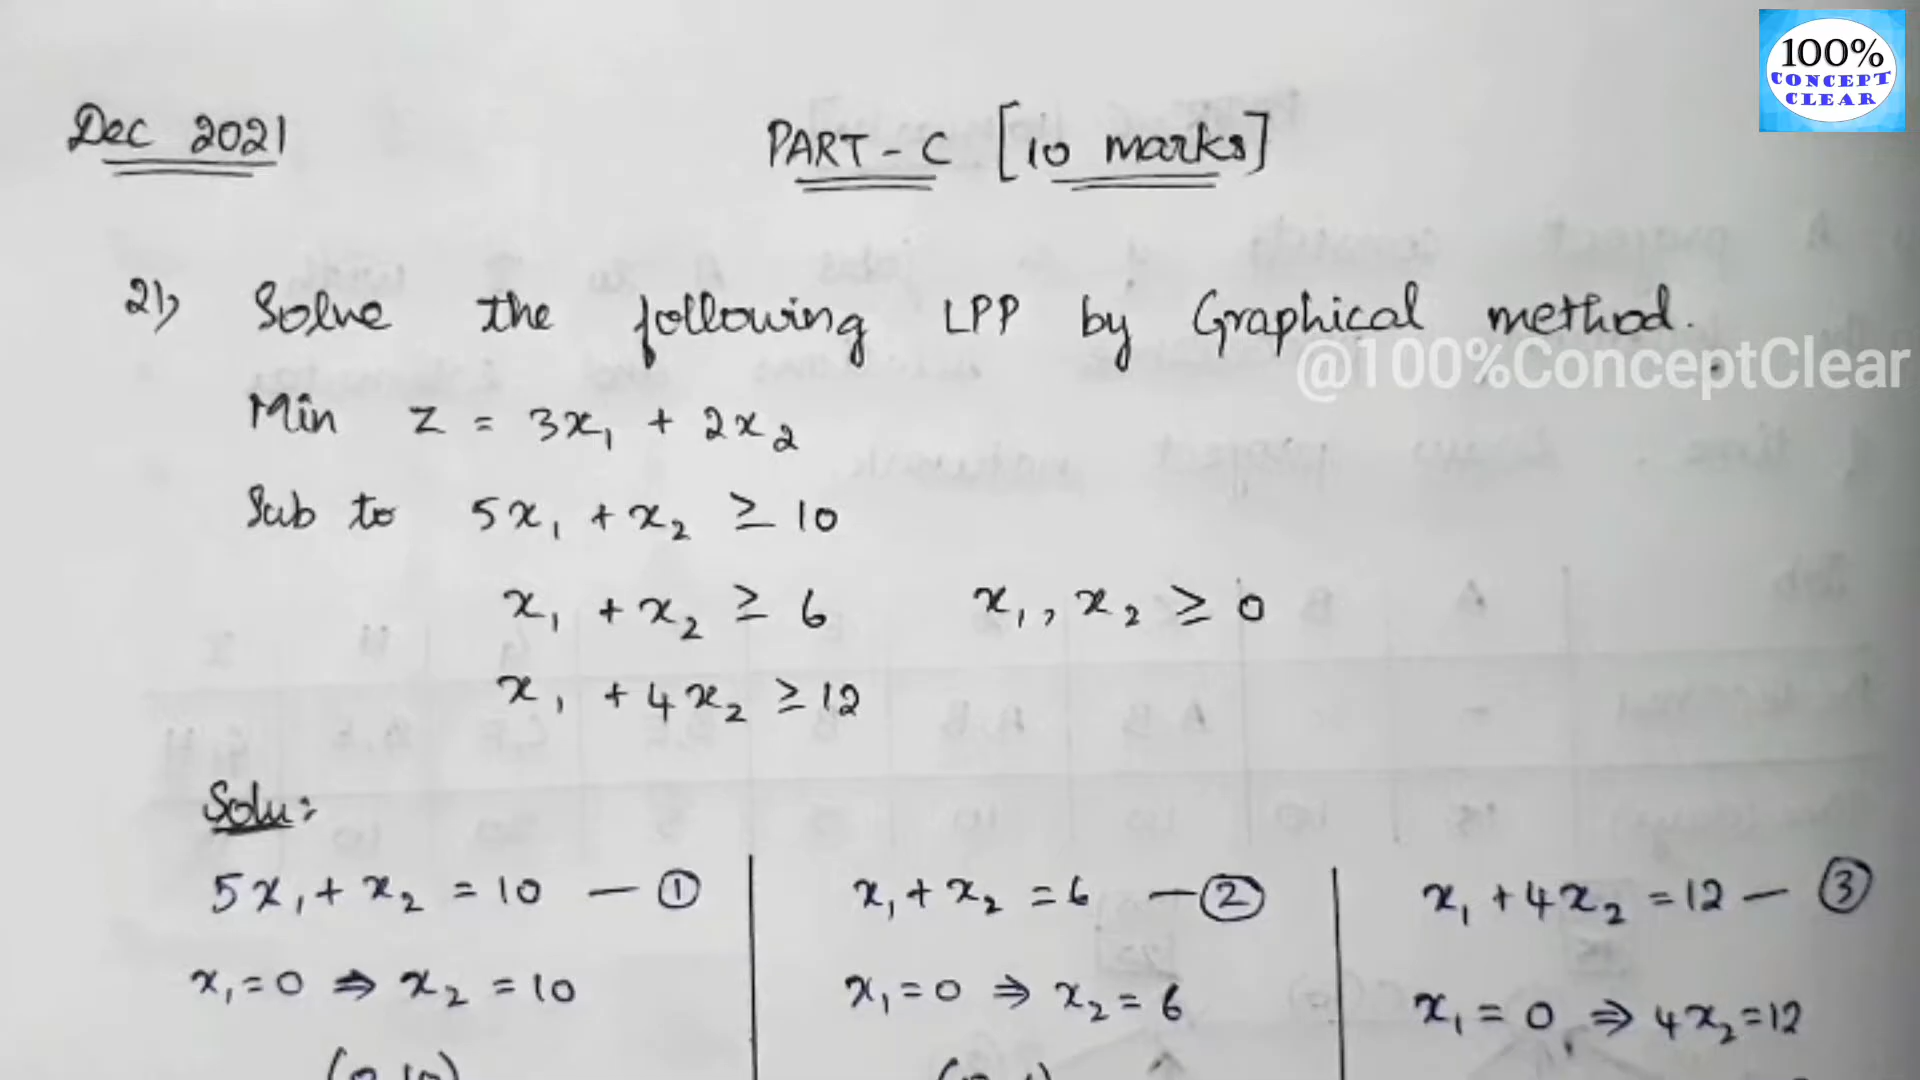 100%
CONCEPT
CLEAR
Dec 2021 PART - C [10 marks]
21) Solve the following LPP by Graphical method.
@100%ConceptClear
Min Z = 3x₁ + 2x₂
Sub to 5x₁ + x₂ ≥ 10
x₁ + x₂ ≥ 6 x₁, x₂ ≥ 0
x₁ + 4x₂ ≥ 12
Solu:
5x₁ + x₂ = 10 — ① x₁ + x₂ = 6 — ② x₁ + 4x₂ = 12 — ③
x₁ = 0 ⇒ x₂ = 10 x₁ = 0 ⇒ x₂ = 6 x₁ = 0 ⇒ 4x₂ = 12